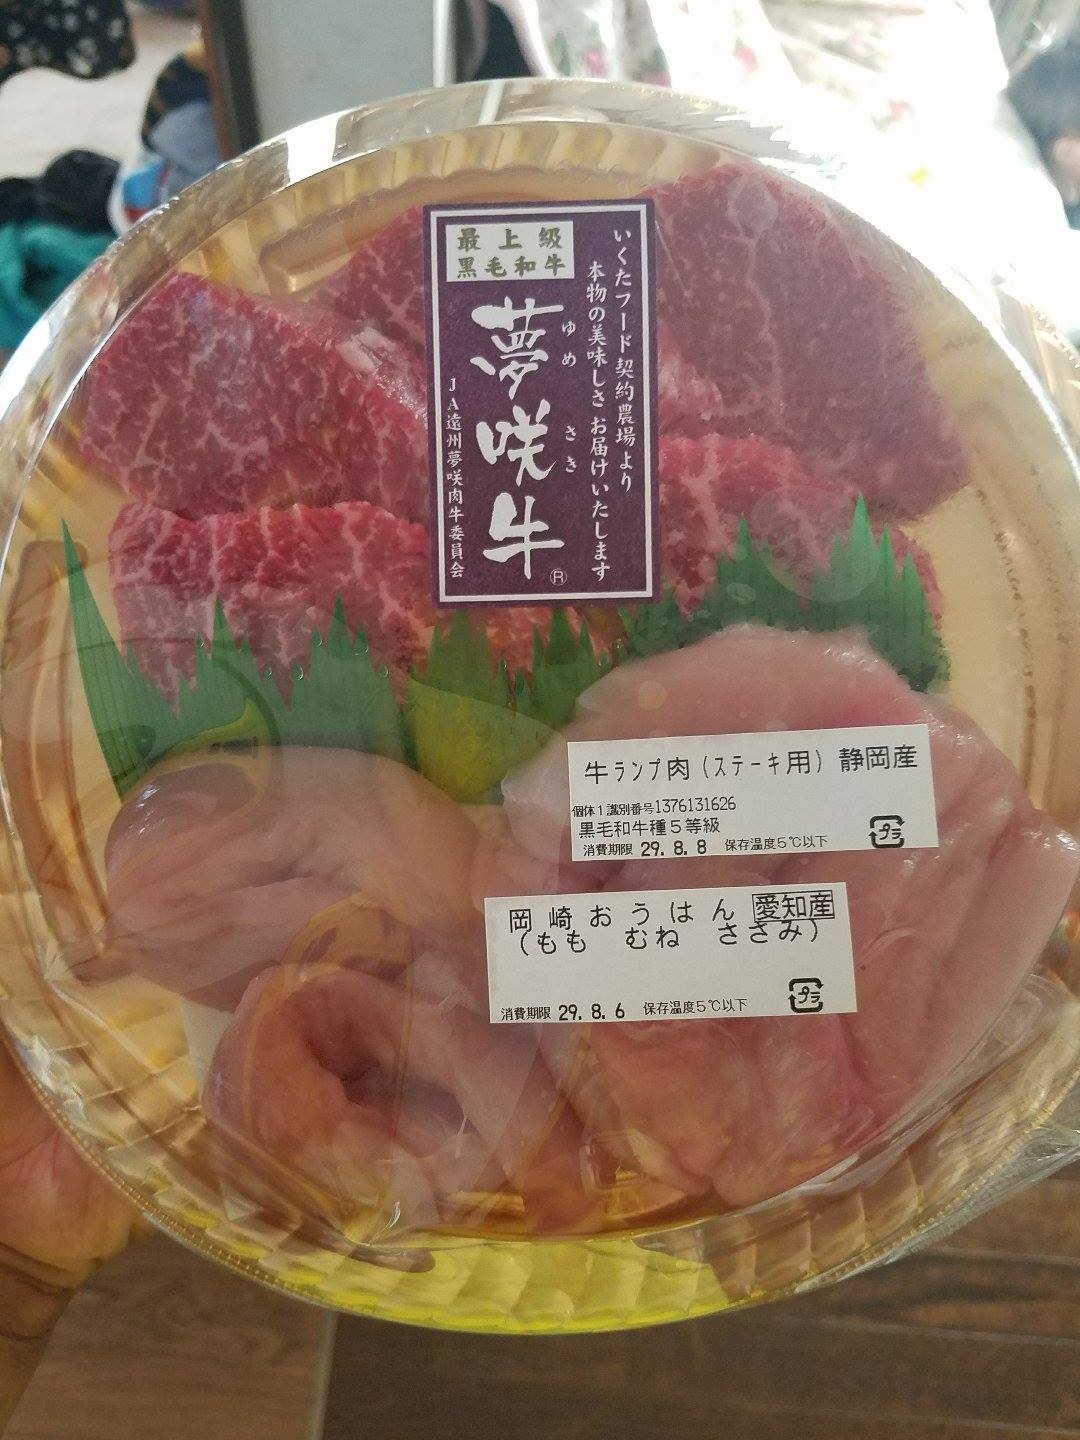 最上級
黒毛和牛
いくたフード契約農場より
本物の美味しさお届けいたします
夢咲牛®
ゆめさき
JA遠州夢咲肉牛委員会
牛ランプ肉(ステーキ用) 静岡産
個体1識別番号1376131626
黒毛和牛種5等級
消費期限 29.8.8 保存温度5℃以下
プラ
岡崎おうはん 愛知産
(もも むね ささみ)
消費期限 29.8.6 保存温度5℃以下
プラ